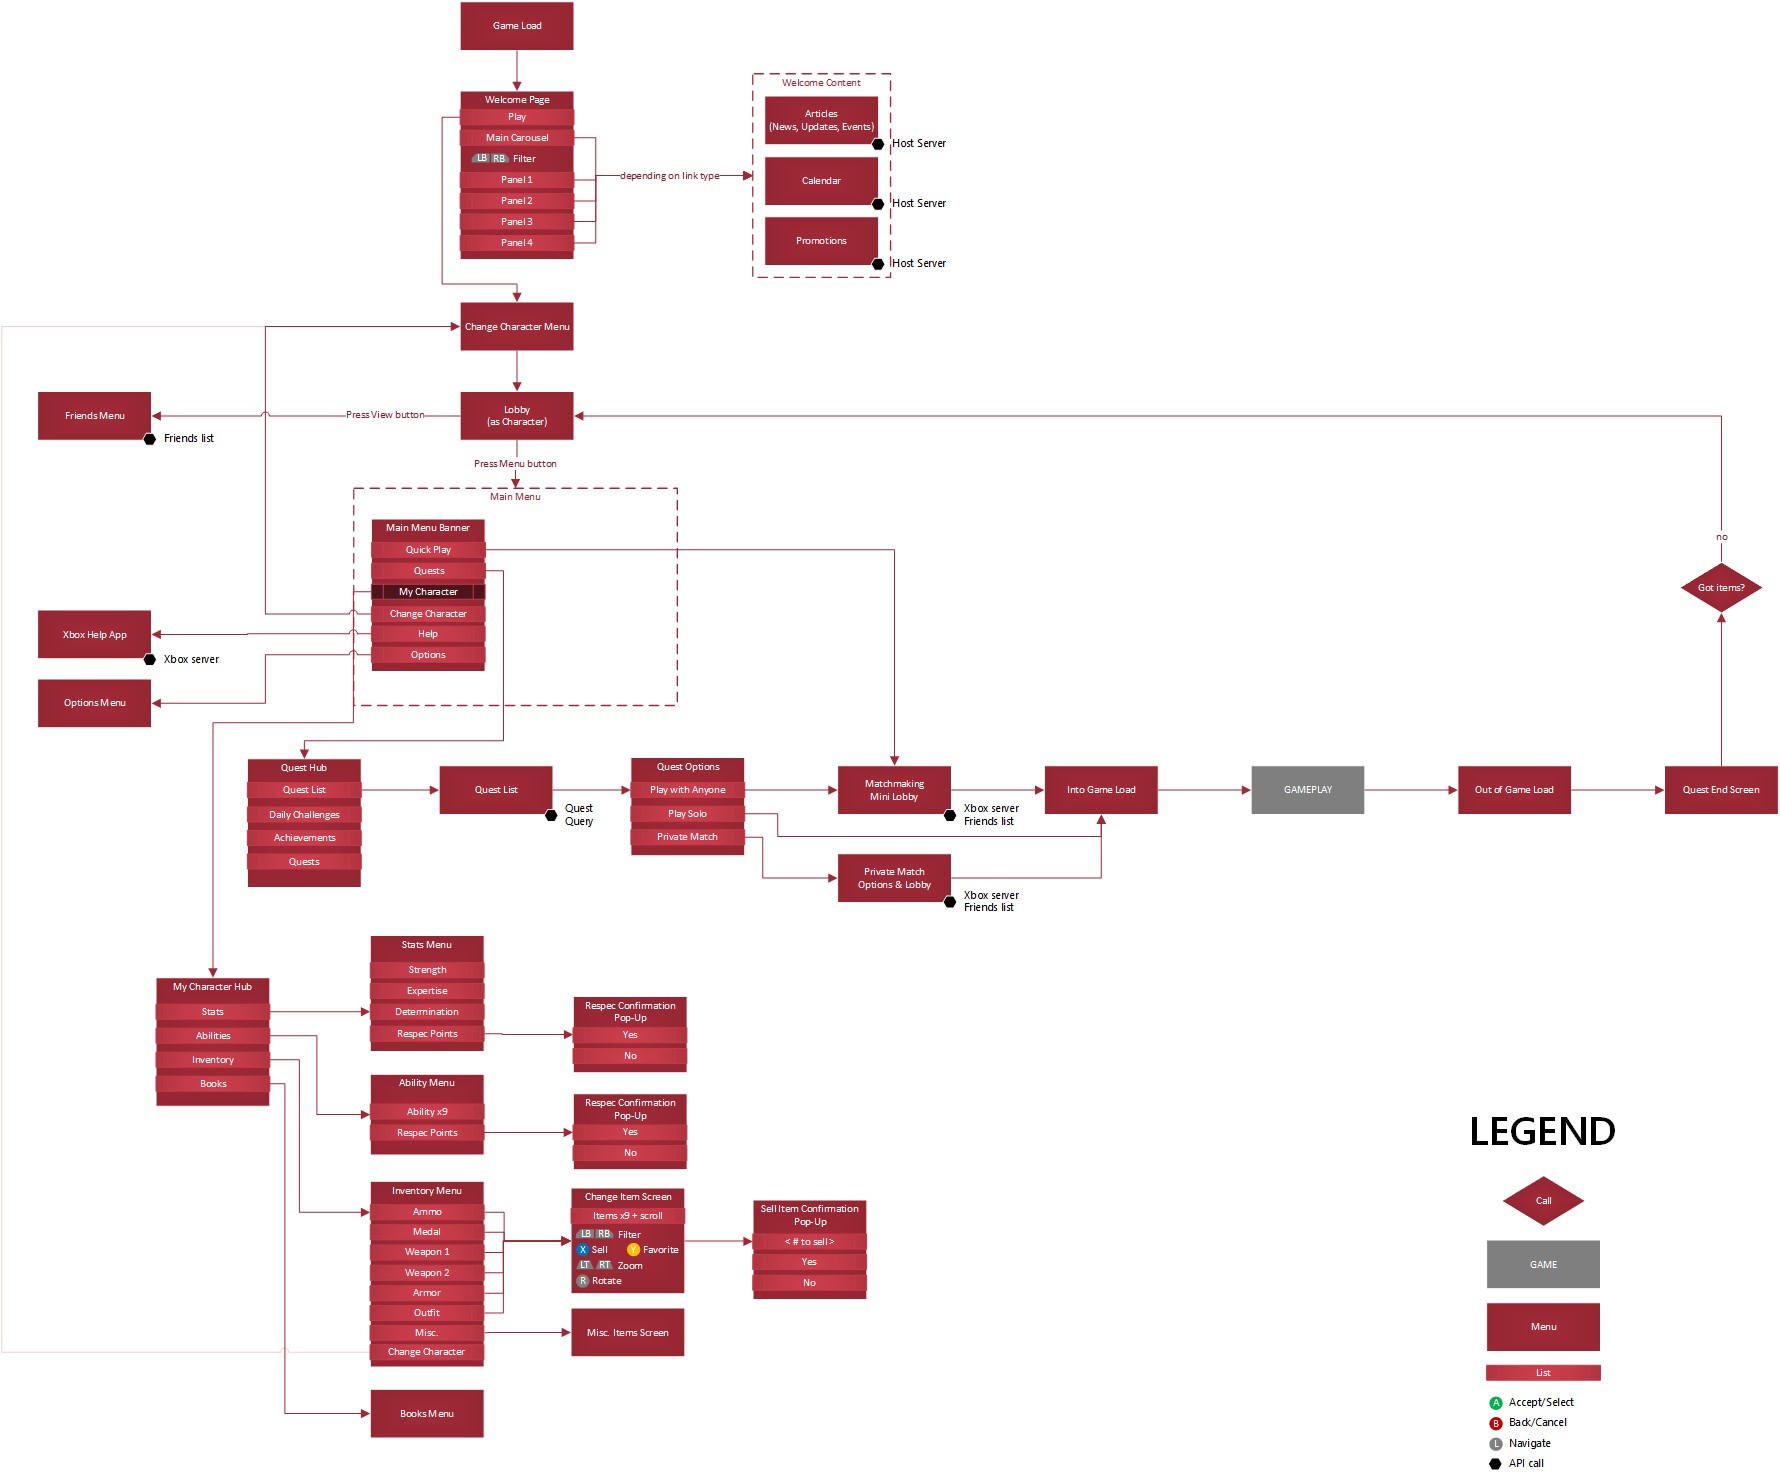 Game Load
Welcome Page
Play
Main Carousel
LB RB Filter
Panel 1
Panel 2
Panel 3
Panel 4
depending on link type
Welcome Content
Articles
(News, Updates, Events)
Host Server
Calendar
Host Server
Promotions
Host Server
Change Character Menu
Lobby
(as Character)
Press View button
Friends Menu
Friends list
Press Menu button
Main Menu
Main Menu Banner
Quick Play
Quests
My Character
Change Character
Help
Options
Xbox Help App
Xbox server
Options Menu
no
Got items?
Quest Hub
Quest List
Daily Challenges
Achievements
Quests
Quest List
Quest
Query
Quest Options
Play with Anyone
Play Solo
Private Match
Matchmaking
Mini Lobby
Xbox server
Friends list
Private Match
Options & Lobby
Xbox server
Friends list
Into Game Load
GAMEPLAY
Out of Game Load
Quest End Screen
My Character Hub
Stats
Abilities
Inventory
Books
Stats Menu
Strength
Expertise
Determination
Respec Points
Respec Confirmation
Pop-Up
Yes
No
Ability Menu
Ability x9
Respec Points
Respec Confirmation
Pop-Up
Yes
No
Inventory Menu
Ammo
Medal
Weapon 1
Weapon 2
Armor
Outfit
Misc.
Change Character
Change Item Screen
Items x9 + scroll
LB RB Filter
X Sell Y Favorite
LT RT Zoom
R Rotate
Sell Item Confirmation
Pop-Up
< # to sell >
Yes
No
Misc. Items Screen
Books Menu
LEGEND
Call
GAME
Menu
List
A Accept/Select
B Back/Cancel
L Navigate
API call